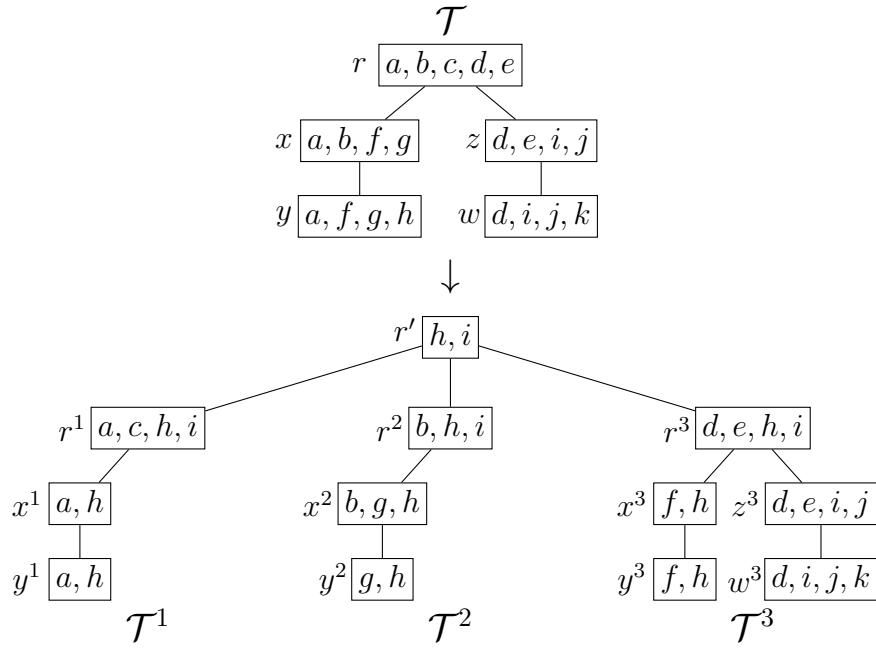 𝒯
r a, b, c, d, e
x a, b, f, g z d, e, i, j
y a, f, g, h w d, i, j, k
↓
r′ h, i
r¹ a, c, h, i r² b, h, i r³ d, e, h, i
x¹ a, h x² b, g, h x³ f, h z³ d, e, i, j
y¹ a, h y² g, h y³ f, h w³ d, i, j, k
𝒯¹ 𝒯² 𝒯³